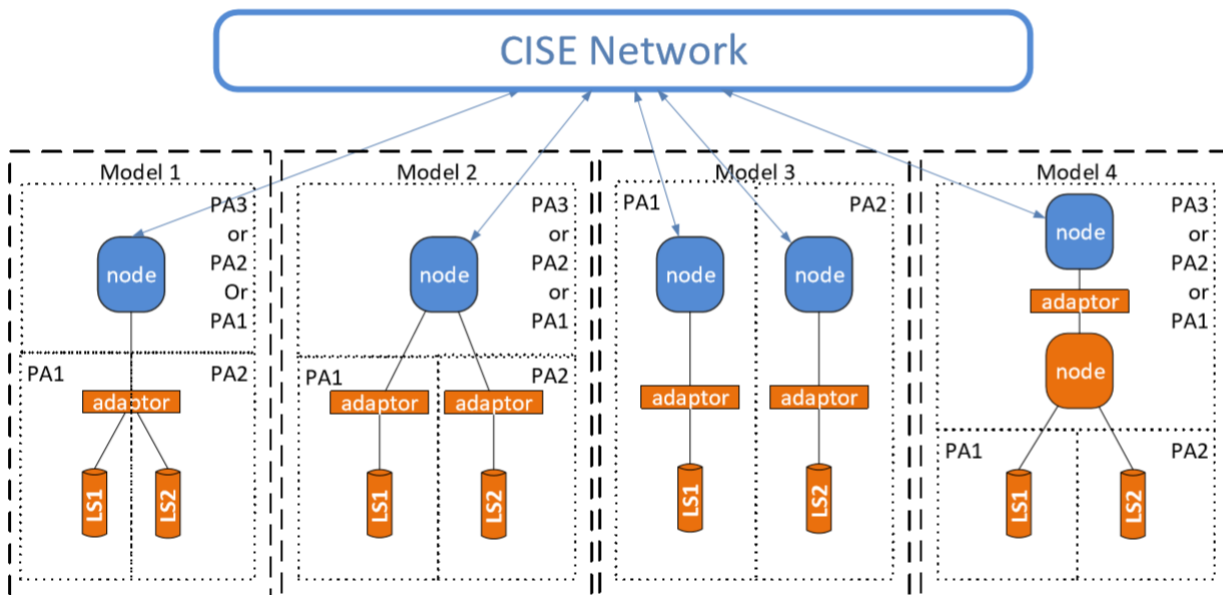 CISE Network
Model 1
PA3
or
PA2
Or
PA1
node
PA1
PA2
adaptor
LS1
LS2
Model 2
PA3
or
PA2
or
PA1
node
PA1
PA2
adaptor
adaptor
LS1
LS2
Model 3
PA1
PA2
node
node
adaptor
adaptor
LS1
LS2
Model 4
PA3
or
PA2
or
PA1
node
adaptor
node
PA1
PA2
LS1
LS2